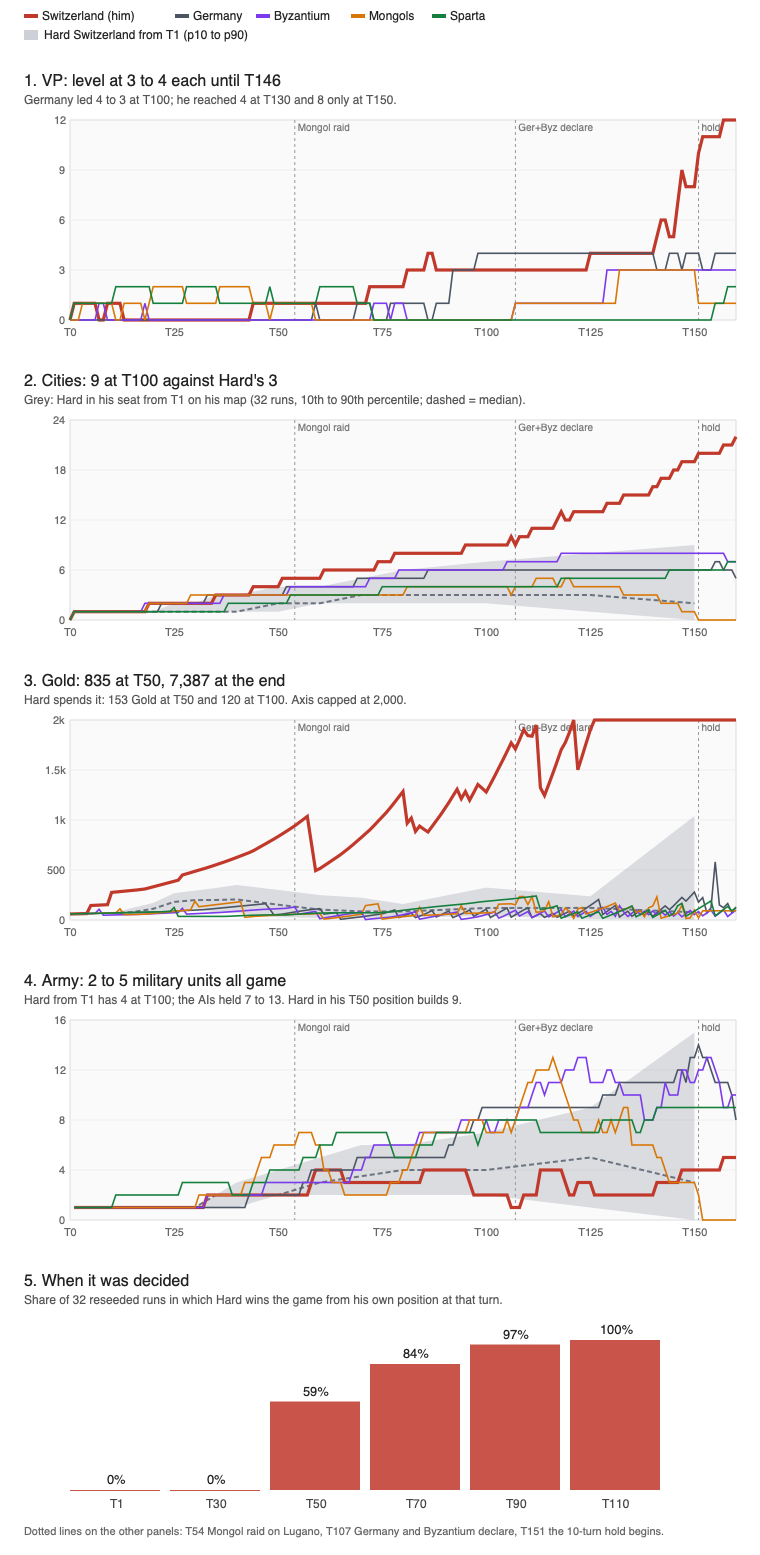 Switzerland (him) Germany Byzantium Mongols Sparta
Hard Switzerland from T1 (p10 to p90)
1. VP: level at 3 to 4 each until T146
Germany led 4 to 3 at T100; he reached 4 at T130 and 8 only at T150.
12
Mongol raid Ger+Byz declare hold
9
6
3
0
T0 T25 T50 T75 T100 T125 T150
2. Cities: 9 at T100 against Hard's 3
Grey: Hard in his seat from T1 on his map (32 runs, 10th to 90th percentile; dashed = median).
24
Mongol raid Ger+Byz declare hold
18
12
6
0
T0 T25 T50 T75 T100 T125 T150
3. Gold: 835 at T50, 7,387 at the end
Hard spends it: 153 Gold at T50 and 120 at T100. Axis capped at 2,000.
2k
Mongol raid Ger+Byz declare hold
1.5k
1k
500
0
T0 T25 T50 T75 T100 T125 T150
4. Army: 2 to 5 military units all game
Hard from T1 has 4 at T100; the AIs held 7 to 13. Hard in his T50 position builds 9.
16
Mongol raid Ger+Byz declare hold
12
8
4
0
T0 T25 T50 T75 T100 T125 T150
5. When it was decided
Share of 32 reseeded runs in which Hard wins the game from his own position at that turn.
0% 0% 59% 84% 97% 100%
T1 T30 T50 T70 T90 T110
Dotted lines on the other panels: T54 Mongol raid on Lugano, T107 Germany and Byzantium declare, T151 the 10-turn hold begins.